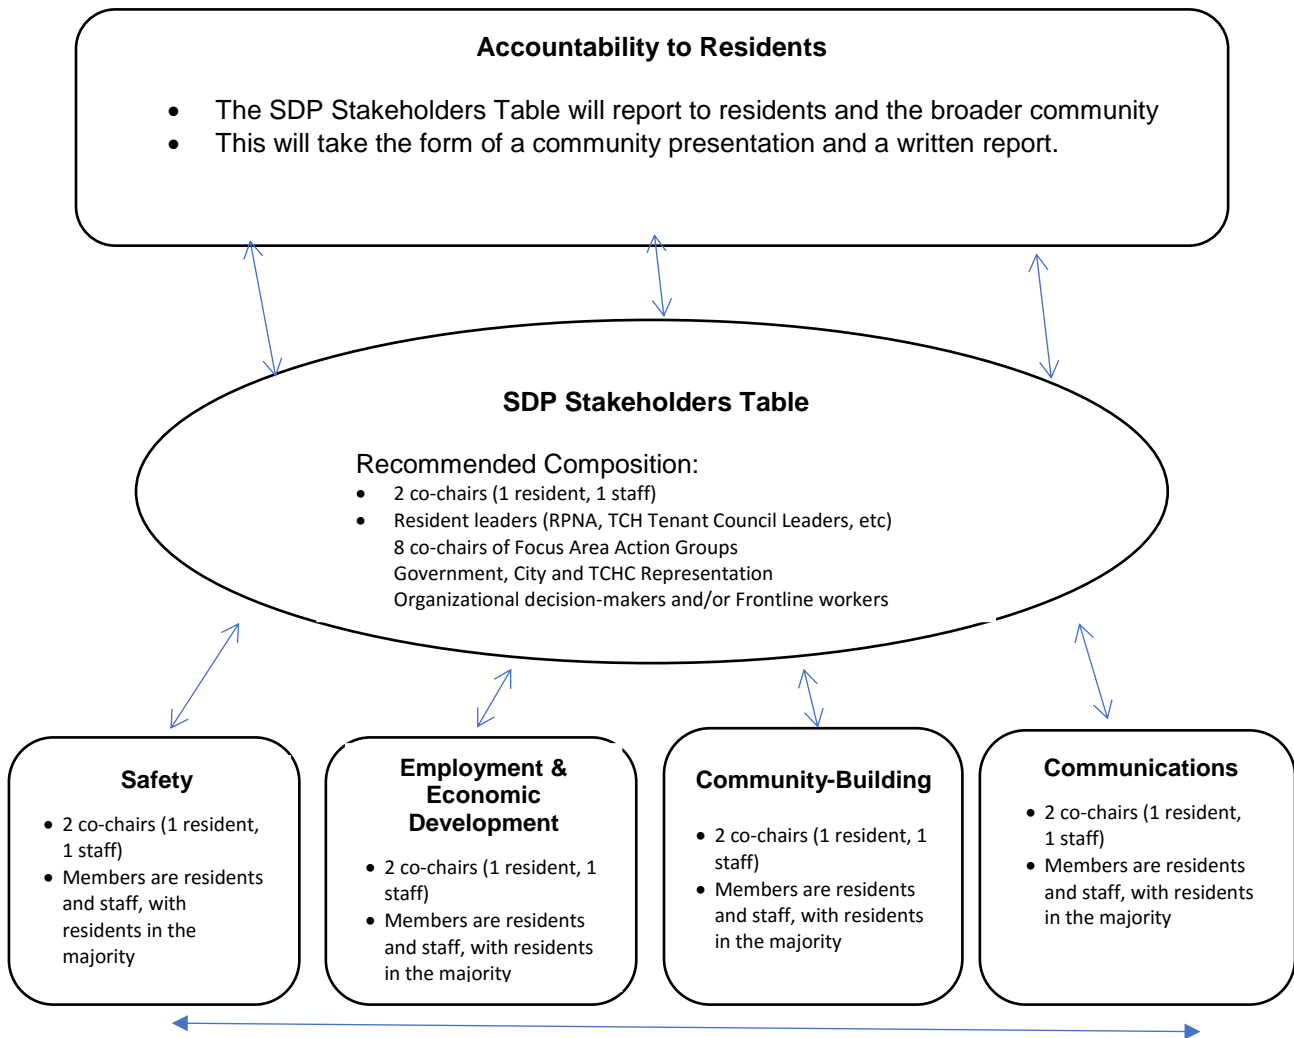 Accountability to Residents
• The SDP Stakeholders Table will report to residents and the broader community
• This will take the form of a community presentation and a written report.
SDP Stakeholders Table
Recommended Composition:
• 2 co-chairs (1 resident, 1 staff)
• Resident leaders (RPNA, TCH Tenant Council Leaders, etc)
8 co-chairs of Focus Area Action Groups
Government, City and TCHC Representation
Organizational decision-makers and/or Frontline workers
Safety
• 2 co-chairs (1 resident,
1 staff)
• Members are residents
and staff, with
residents in the
majority
Employment &
Economic
Development
• 2 co-chairs (1 resident, 1
staff)
• Members are residents
and staff, with residents
in the majority
Community-Building
• 2 co-chairs (1 resident, 1
staff)
• Members are residents
and staff, with residents
in the majority
Communications
• 2 co-chairs (1 resident,
1 staff)
• Members are residents
and staff, with residents
in the majority